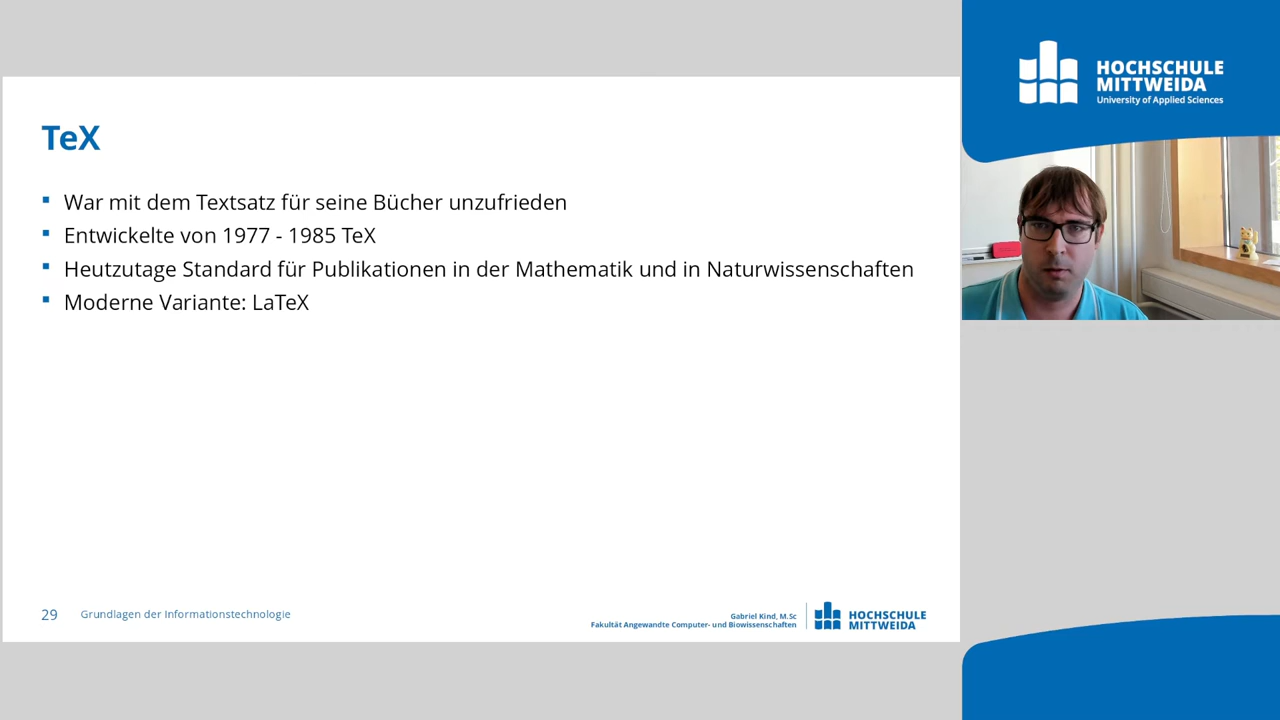 TeX
War mit dem Textsatz für seine Bücher unzufrieden
Entwickelte von 1977 - 1985 TeX
Heutzutage Standard für Publikationen in der Mathematik und in Naturwissenschaften
Moderne Variante: LaTeX
29 Grundlagen der Informationstechnologie
Gabriel Kind, M.Sc
Fakultät Angewandte Computer- und Biowissenschaften
HOCHSCHULE
MITTWEIDA
HOCHSCHULE
MITTWEIDA
University of Applied Sciences